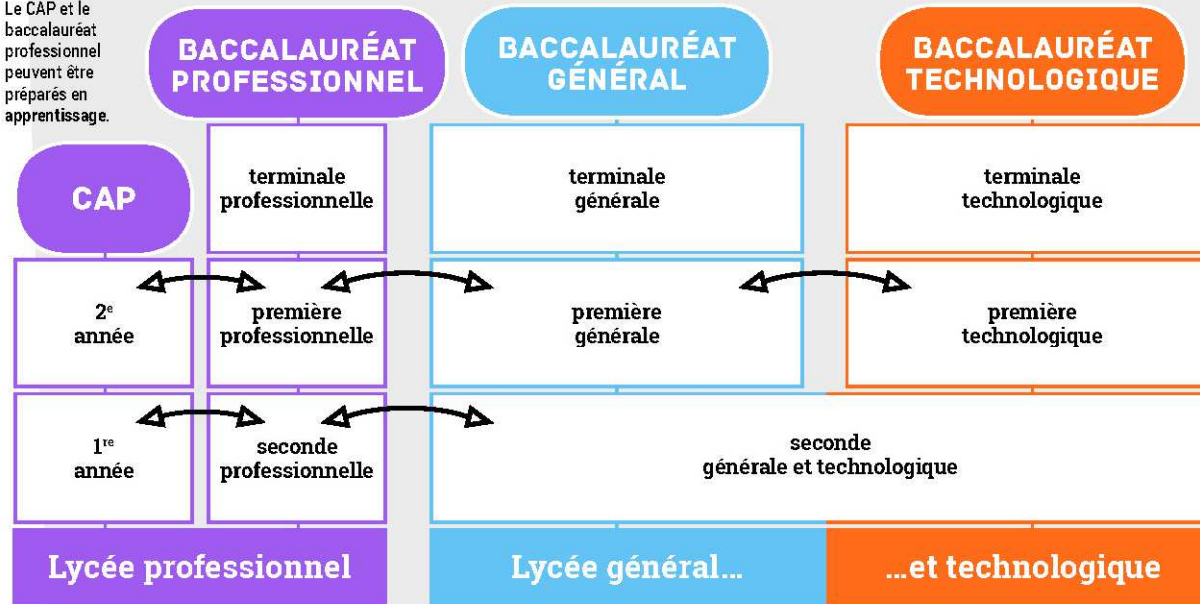 Le CAP et le
baccalauréat
professionnel
peuvent être
préparés en
apprentissage.
BACCALAURÉAT
PROFESSIONNEL
BACCALAURÉAT
GÉNÉRAL
BACCALAURÉAT
TECHNOLOGIQUE
CAP
terminale
professionnelle
terminale
générale
terminale
technologique
2e
année
première
professionnelle
première
générale
première
technologique
1re
année
seconde
professionnelle
seconde
générale et technologique
Lycée professionnel
Lycée général...
...et technologique